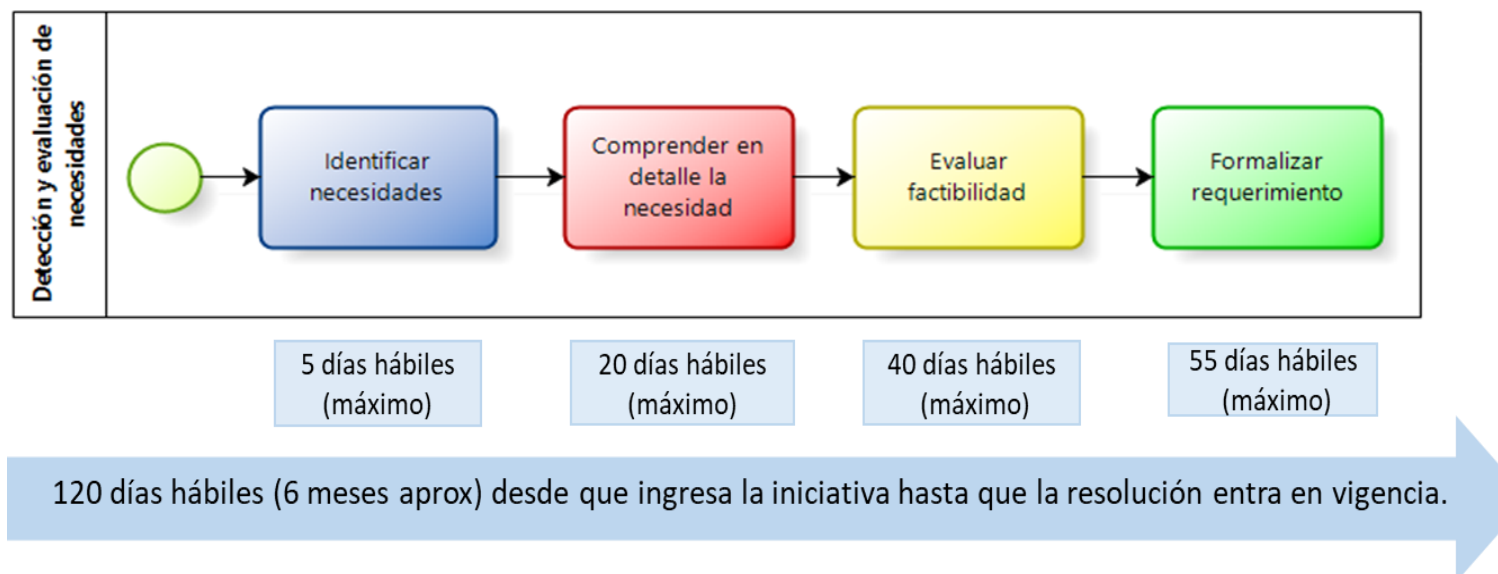 Detección y evaluación de
necesidades
Identificar
necesidades
Comprender en
detalle la
necesidad
Evaluar
factibilidad
Formalizar
requerimiento
5 días hábiles
(máximo)
20 días hábiles
(máximo)
40 días hábiles
(máximo)
55 días hábiles
(máximo)
120 días hábiles (6 meses aprox) desde que ingresa la iniciativa hasta que la resolución entra en vigencia.